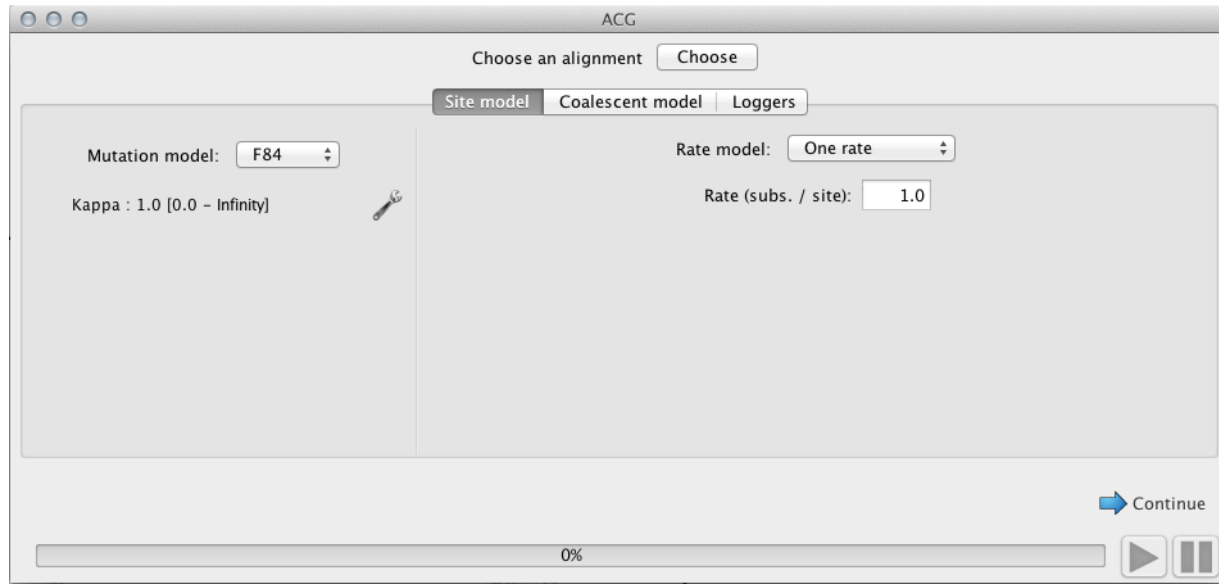 ACG
Choose an alignment Choose
Site model Coalescent model Loggers
Mutation model: F84 Rate model: One rate
Kappa : 1.0 [0.0 – Infinity] Rate (subs. / site): 1.0
Continue
0%